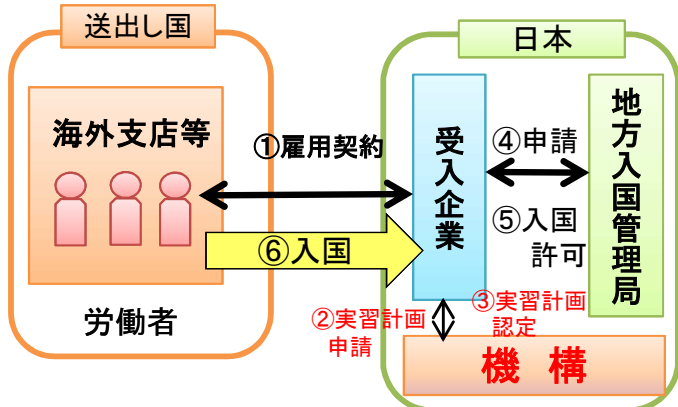 送出し国
日本
海外支店等
①雇用契約
受入企業
④申請
地方入国管理局
⑤入国
許可
⑥入国
労働者
②実習計画
申請
③実習計画
認定
機 構